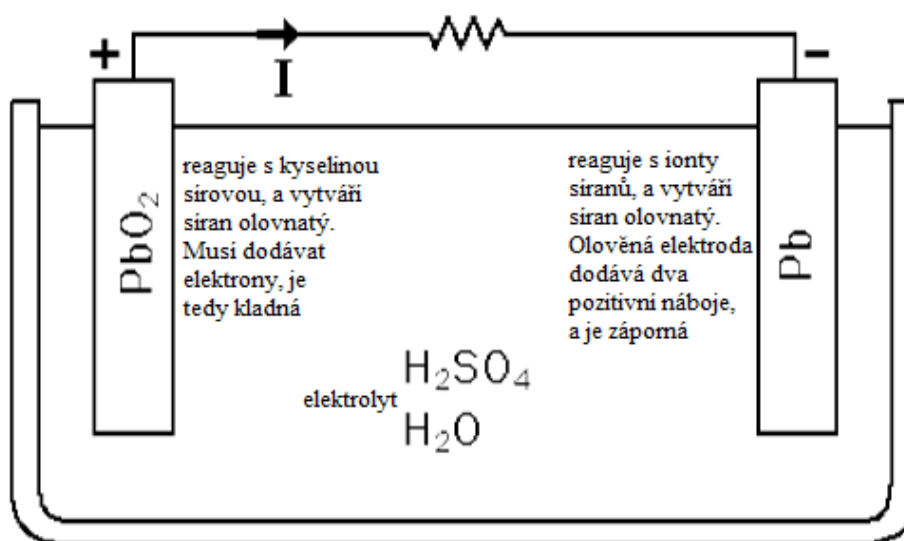 +
-
I
reaguje s kyselinou
sírovou, a vytváří
síran olovnatý.
Musí dodávat
elektrony, je
tedy kladná
PbO2
reaguje s ionty
síranů, a vytváří
síran olovnatý.
Olověná elektroda
dodává dva
pozitivní náboje,
a je záporná
Pb
elektrolyt
H2SO4
H2O